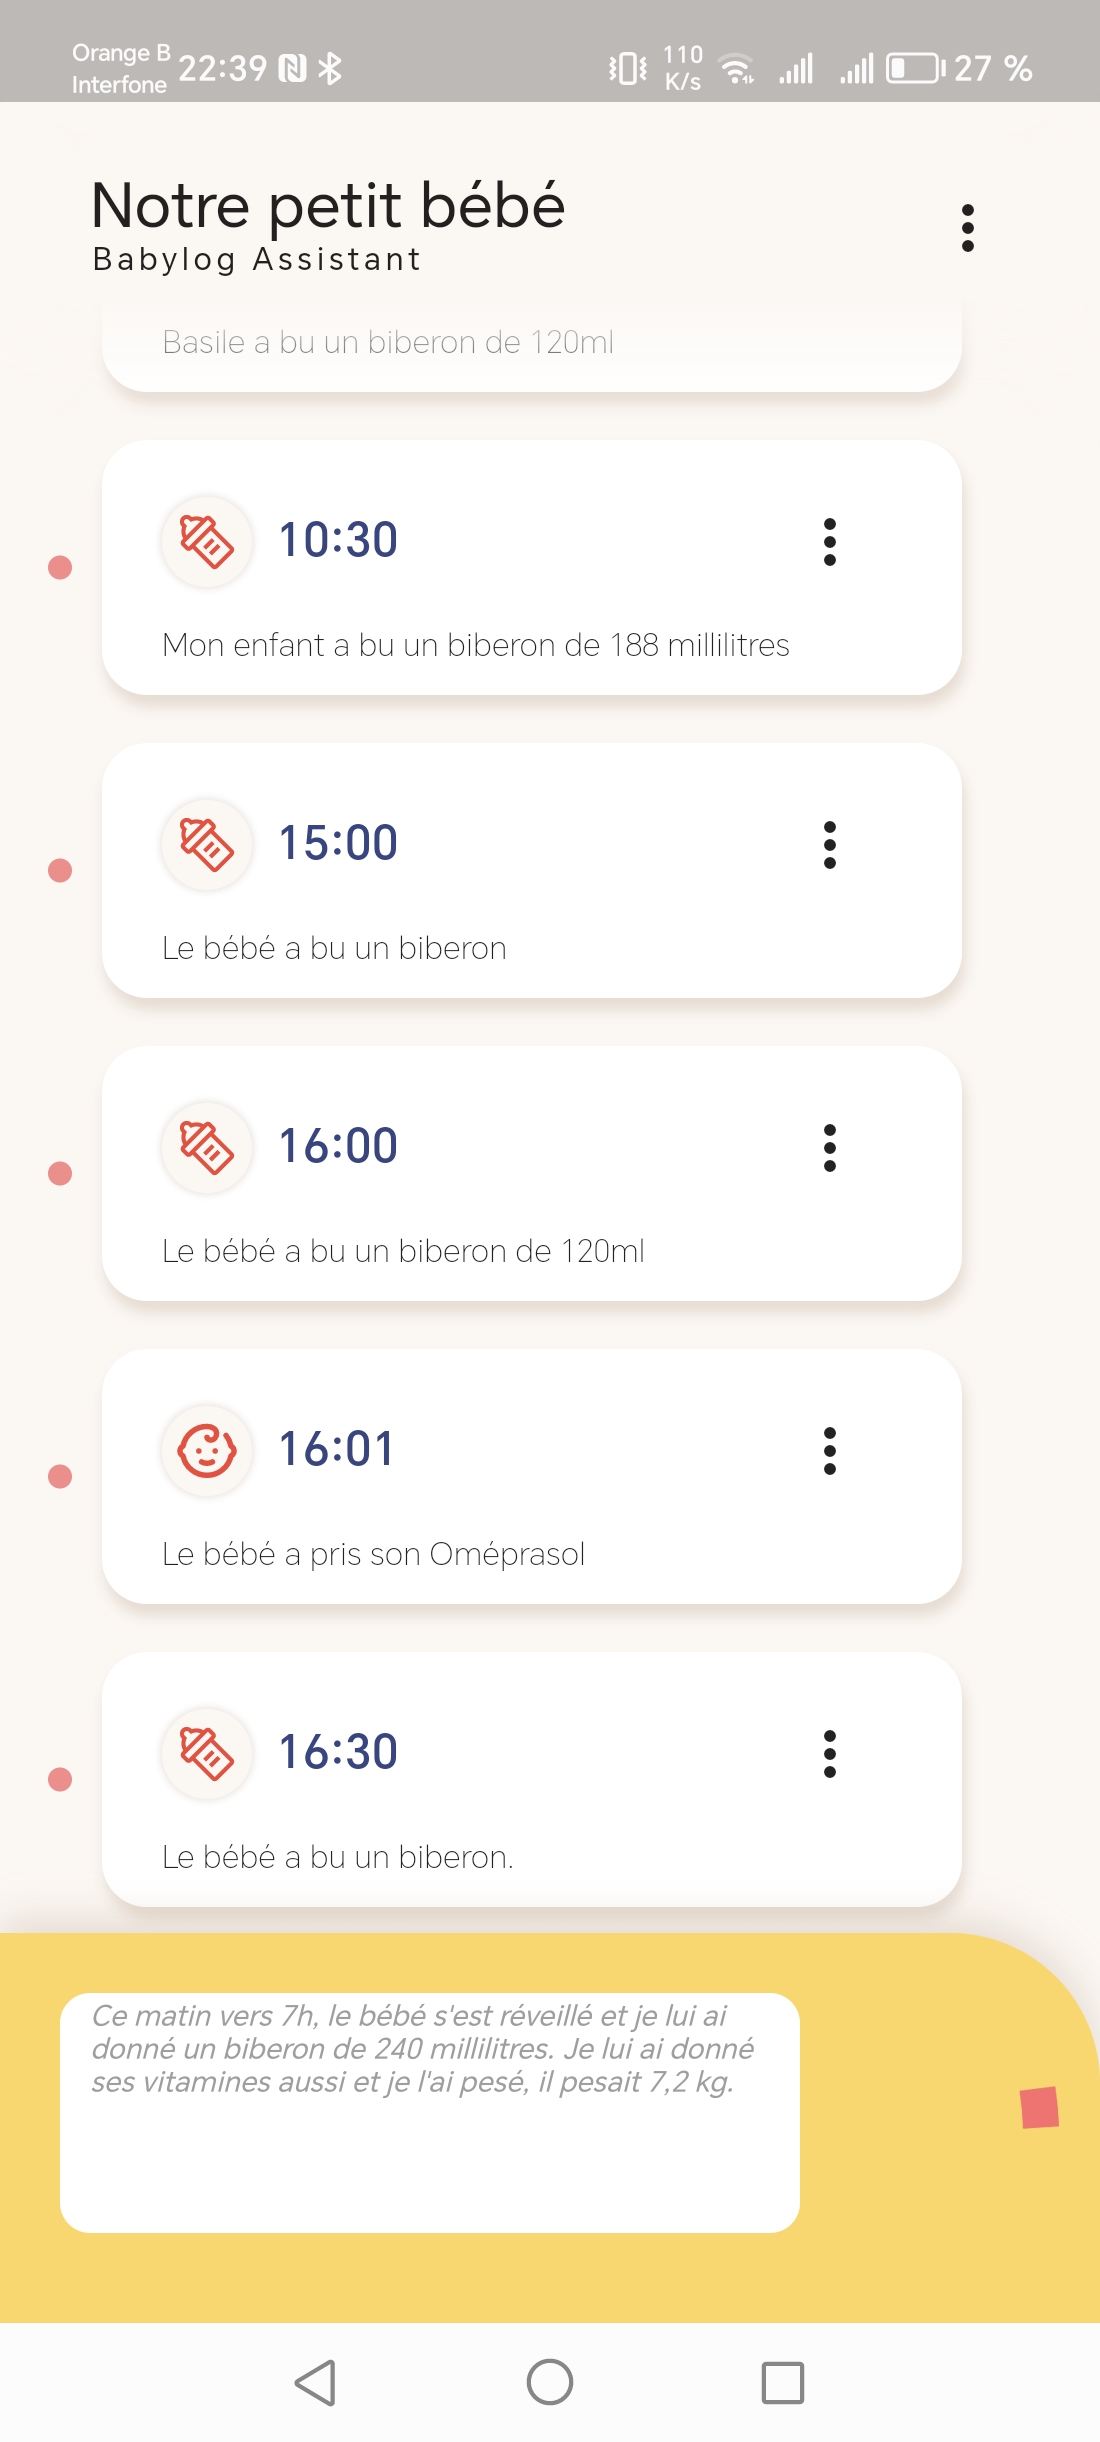 Orange B
Interfone
22:39
110
K/s
27 %
Notre petit bébé
Babylog Assistant
Basile a bu un biberon de 120ml
10:30
Mon enfant a bu un biberon de 188 millilitres
15:00
Le bébé a bu un biberon
16:00
Le bébé a bu un biberon de 120ml
16:01
Le bébé a pris son Oméprasol
16:30
Le bébé a bu un biberon.
Ce matin vers 7h, le bébé s'est réveillé et je lui ai
donné un biberon de 240 millilitres. Je lui ai donné
ses vitamines aussi et je l'ai pesé, il pesait 7,2 kg.